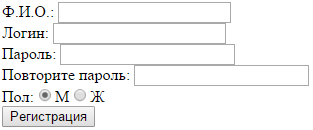 Ф.И.О.:
Логин:
Пароль:
Повторите пароль:
Пол: М Ж
Регистрация